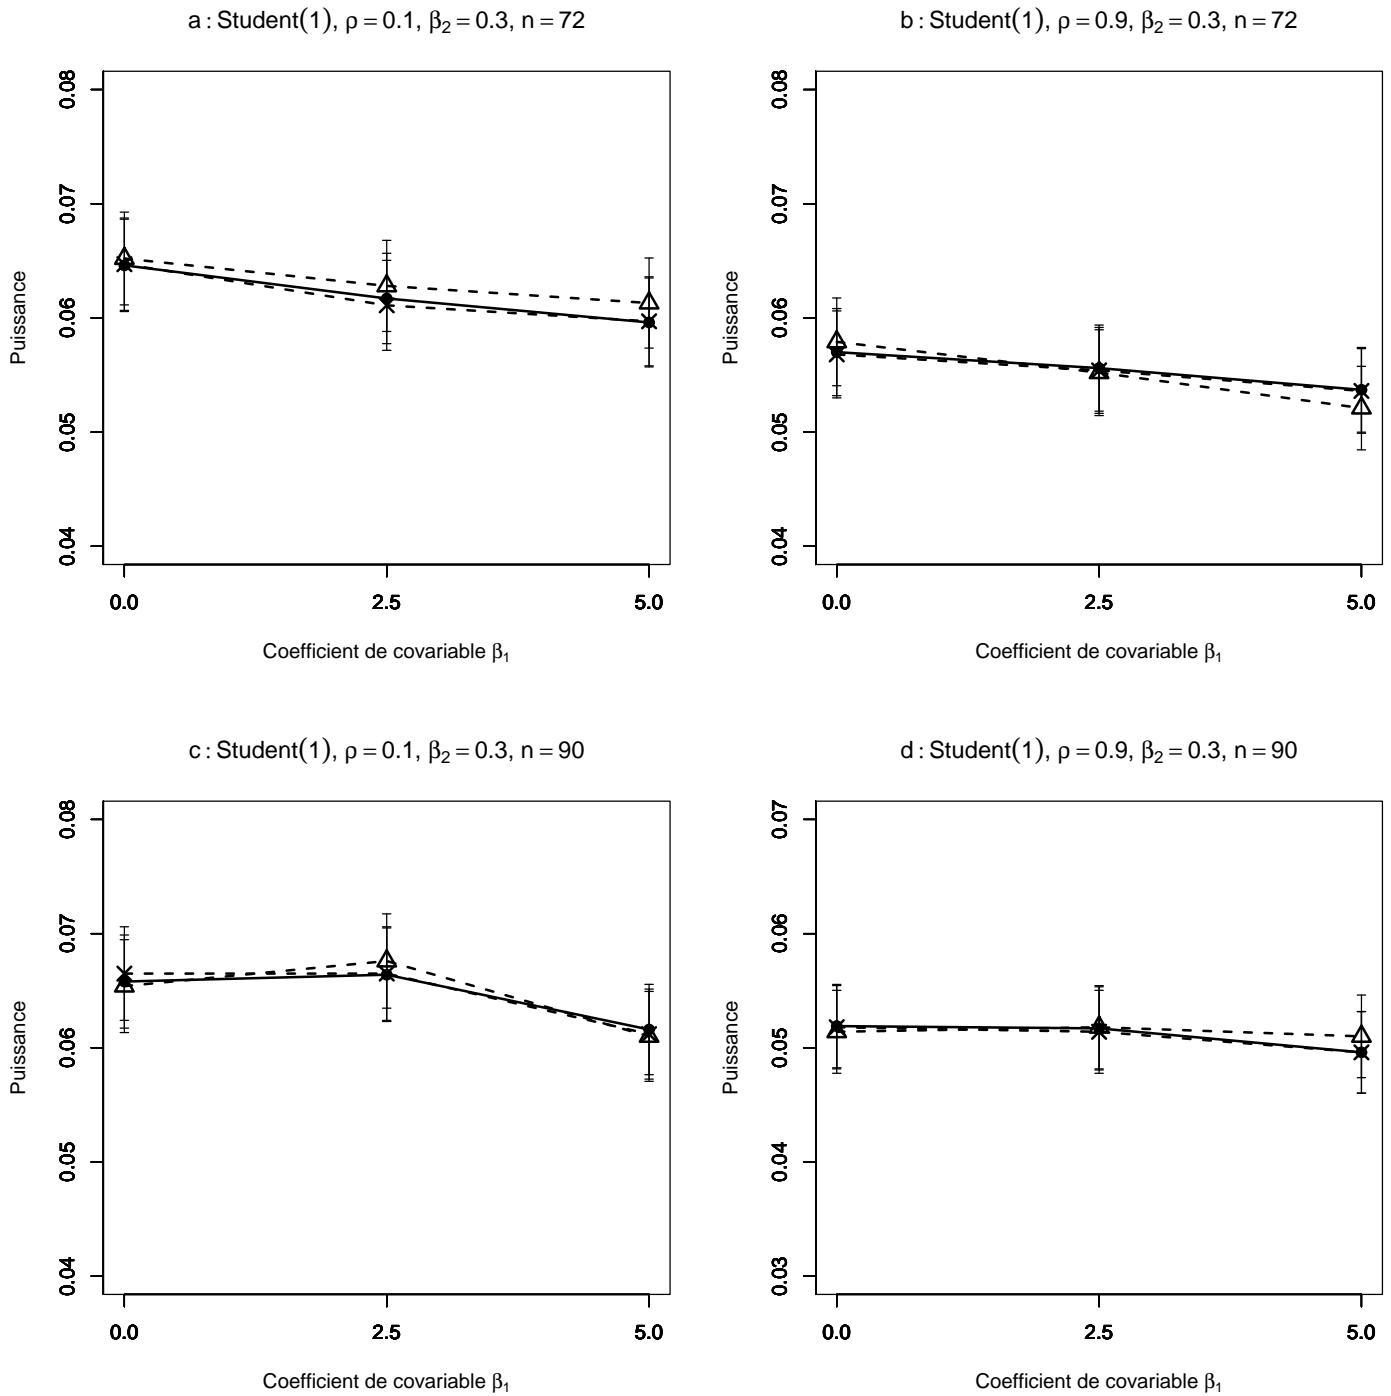 a : Student(1), ρ = 0.1, β₂ = 0.3, n = 72
0.08
0.07
0.06
0.05
0.04
Puissance
0.0 2.5 5.0
Coefficient de covariable β₁
b : Student(1), ρ = 0.9, β₂ = 0.3, n = 72
0.08
0.07
0.06
0.05
0.04
Puissance
0.0 2.5 5.0
Coefficient de covariable β₁
c : Student(1), ρ = 0.1, β₂ = 0.3, n = 90
0.08
0.07
0.06
0.05
0.04
Puissance
0.0 2.5 5.0
Coefficient de covariable β₁
d : Student(1), ρ = 0.9, β₂ = 0.3, n = 90
0.07
0.06
0.05
0.04
0.03
Puissance
0.0 2.5 5.0
Coefficient de covariable β₁